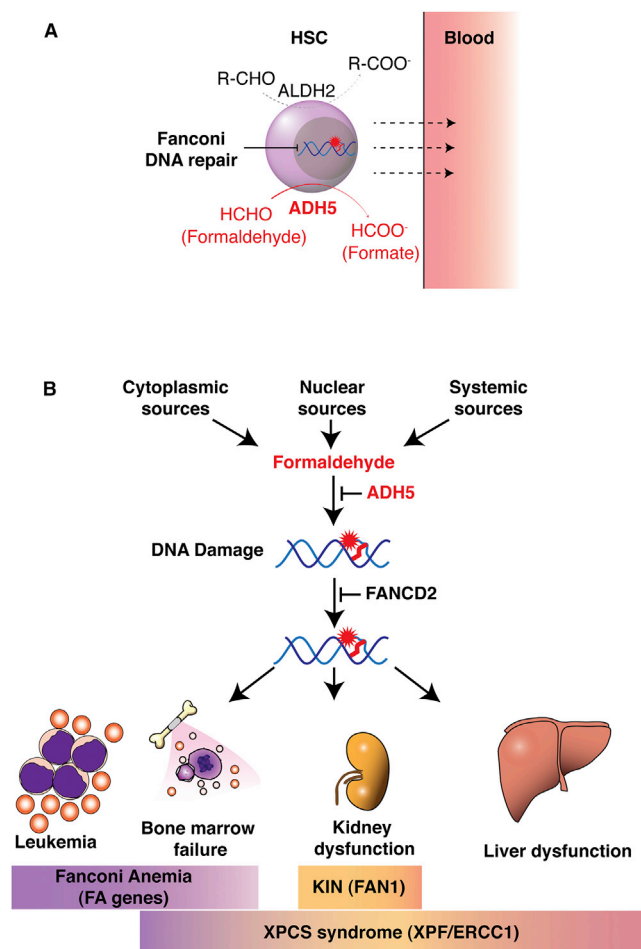 A
HSC
Blood
R-CHO
R-COO⁻
ALDH2
Fanconi
DNA repair
HCHO
(Formaldehyde)
ADH5
HCOO⁻
(Formate)
B
Cytoplasmic
sources
Nuclear
sources
Systemic
sources
Formaldehyde
ADH5
DNA Damage
FANCD2
Leukemia
Bone marrow
failure
Kidney
dysfunction
Liver dysfunction
Fanconi Anemia
(FA genes)
KIN (FAN1)
XPCS syndrome (XPF/ERCC1)